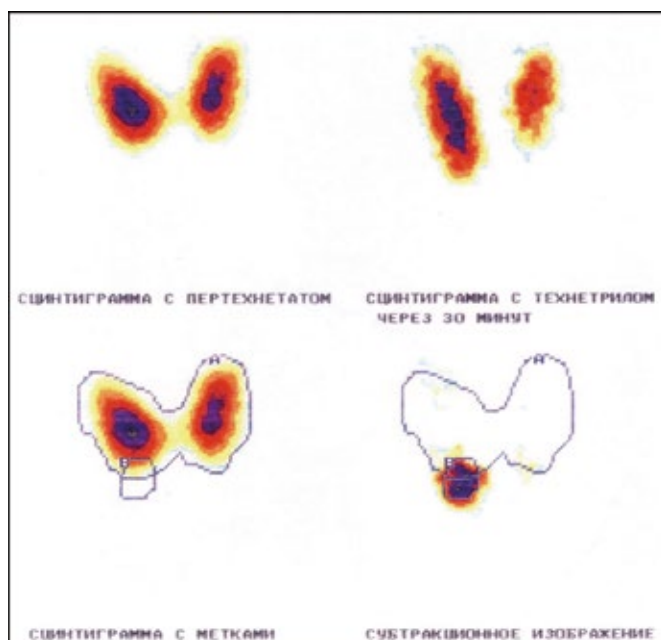 СЦИНТИГРАММА С ПЕРТЕХНЕТАТОМ
СЦИНТИГРАММА С ТЕХНЕТРИЛОМ
ЧЕРЕЗ 30 МИНУТ
A
A
B
B
СЦИНТИГРАММА С МЕТКАМИ
СУБТРАКЦИОННОЕ ИЗОБРАЖЕНИЕ